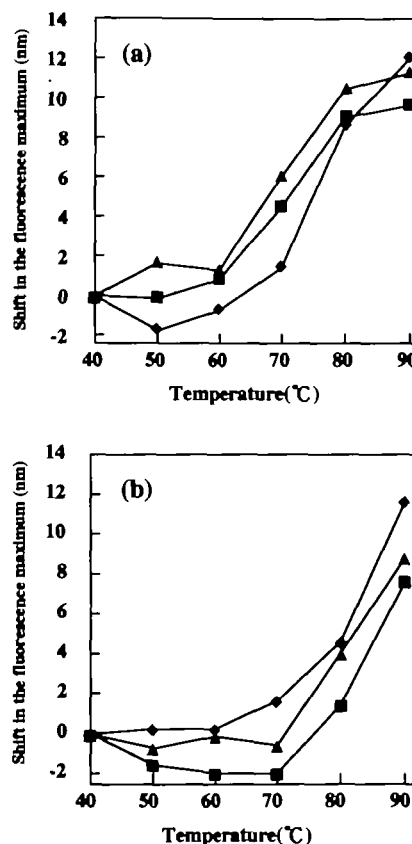 14
12
10
8
6
4
2
0
-2
(a)
Shift in the fluorescence maximum (nm)
40 50 60 70 80 90
Temperature(℃)
14
12
10
8
6
4
2
0
-2
(b)
Shift in the fluorescence maximum (nm)
40 50 60 70 80 90
Temperature(℃)